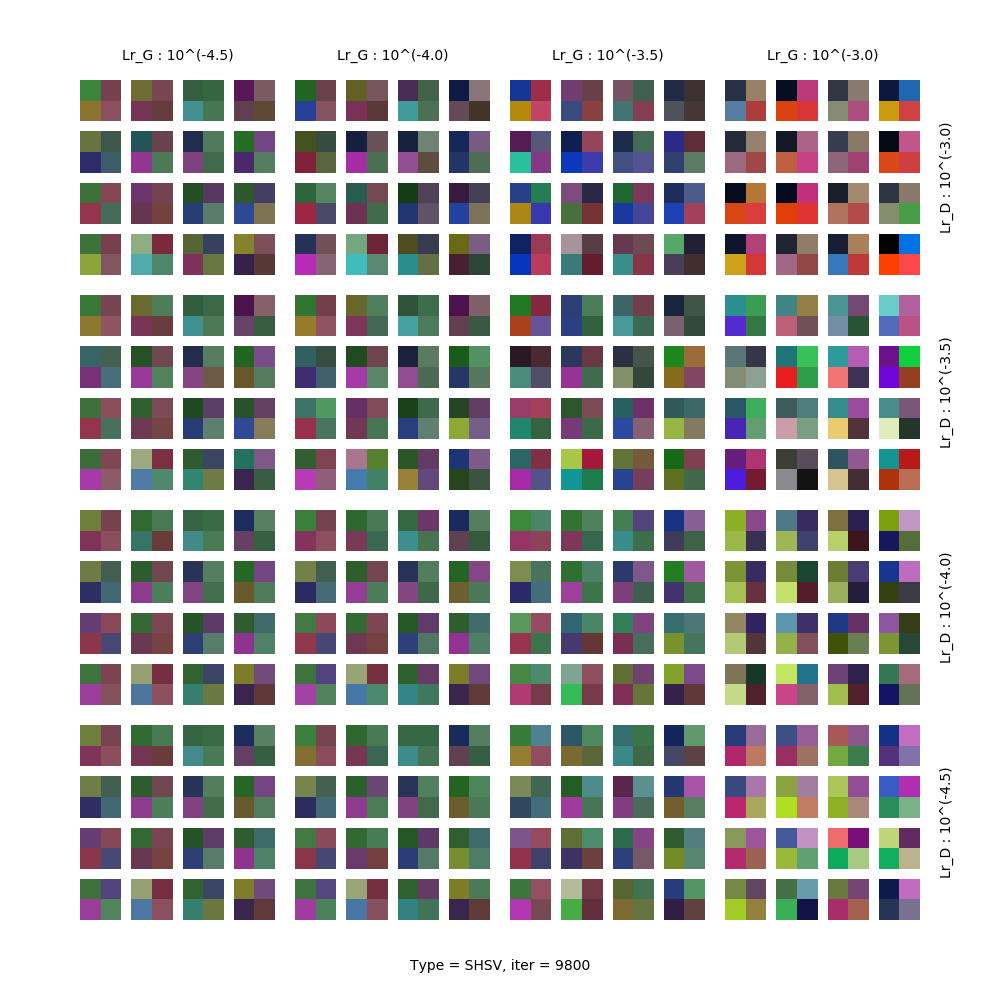 Lr_G : 10^(-4.5)
Lr_G : 10^(-4.0)
Lr_G : 10^(-3.5)
Lr_G : 10^(-3.0)
Lr_D : 10^(-3.0)
Lr_D : 10^(-3.5)
Lr_D : 10^(-4.0)
Lr_D : 10^(-4.5)
Type = SHSV, iter = 9800